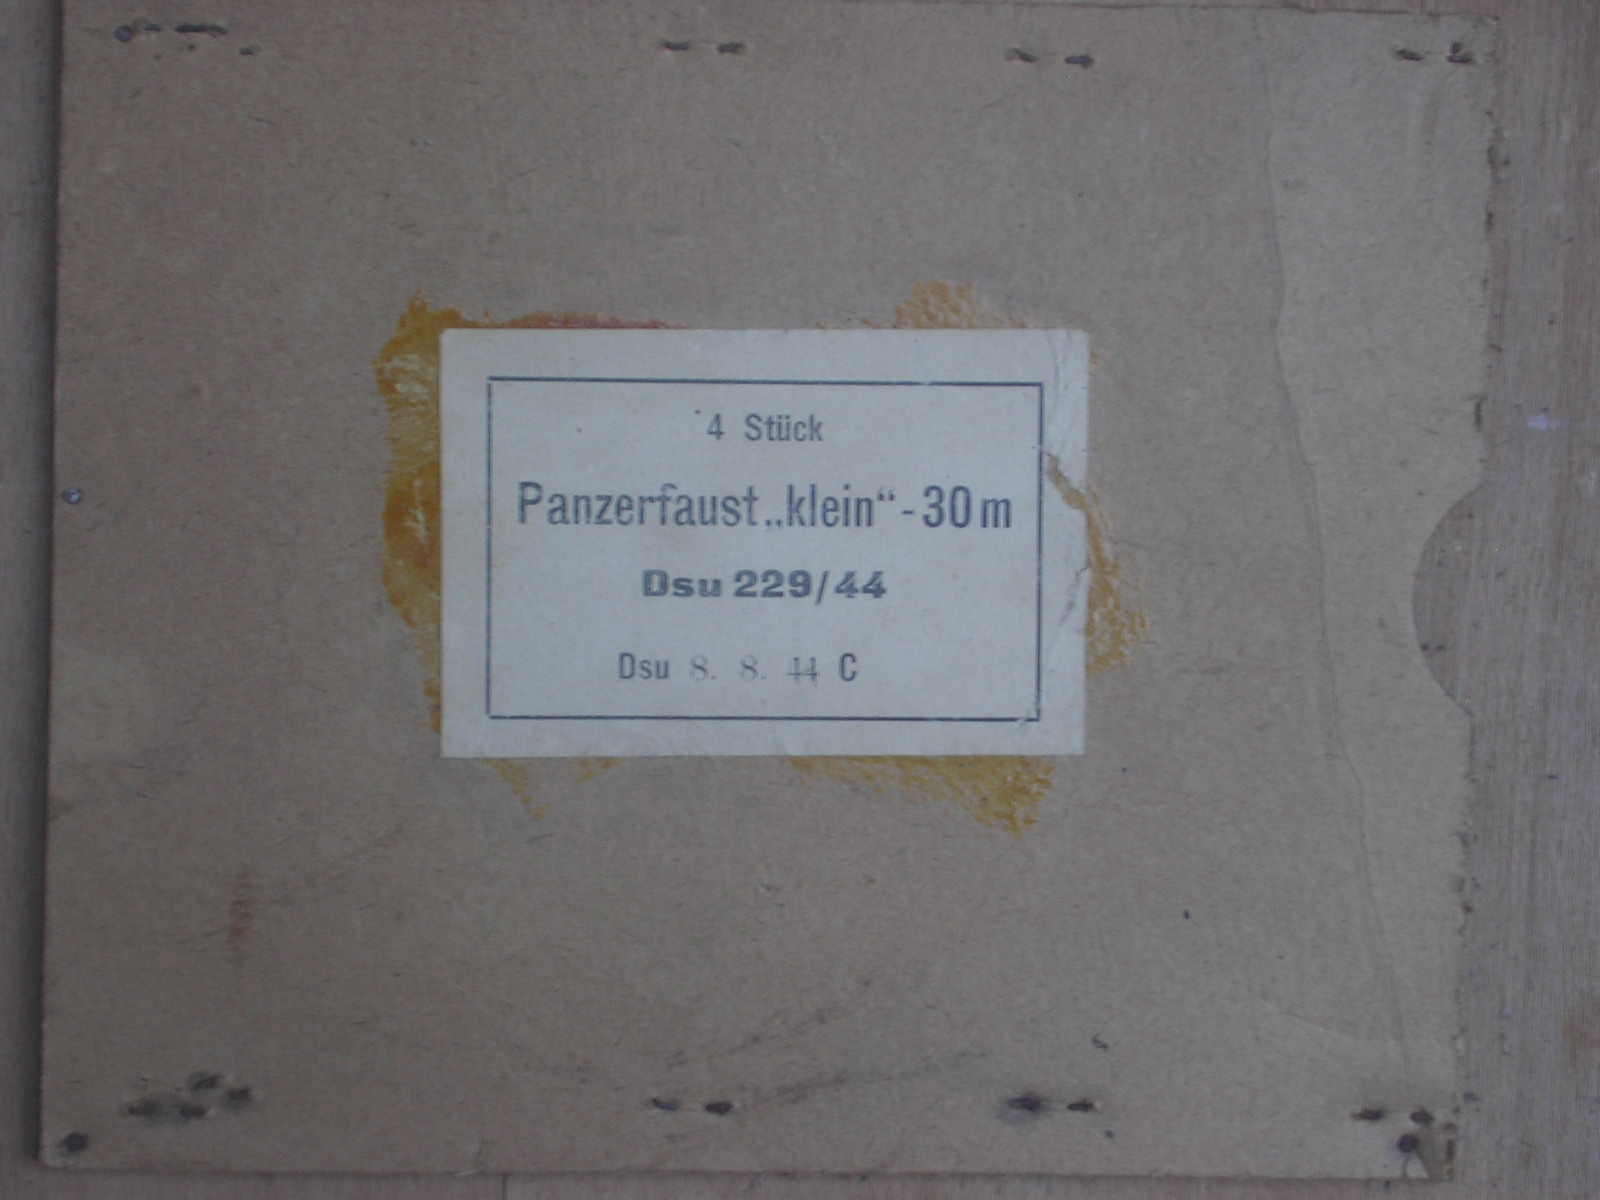 4 Stück
Panzerfaust „klein“ - 30 m
Dsu 229/44
Dsu 8. 8. 44 C